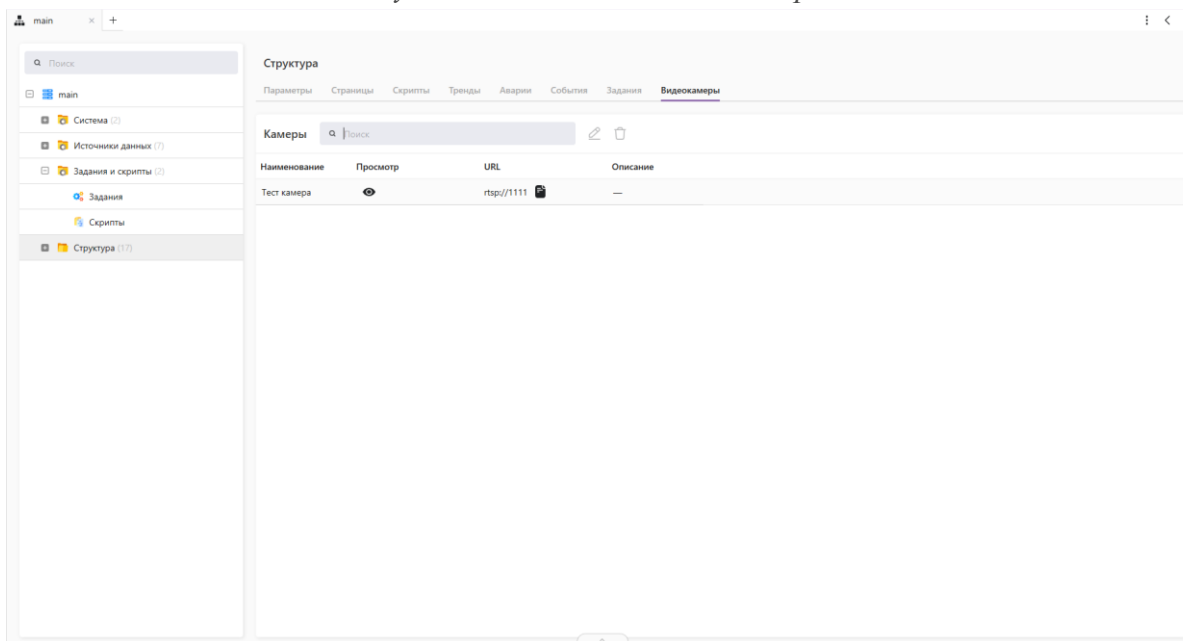 main × +
Поиск
main
Система (2)
Источники данных (7)
Задания и скрипты (2)
Задания
Скрипты
Структура (17)
Структура
Параметры Страницы Скрипты Тренды Аварии События Задания Видеокамеры
Камеры Поиск
Наименование Просмотр URL Описание
Тест камера rtsp://1111 —